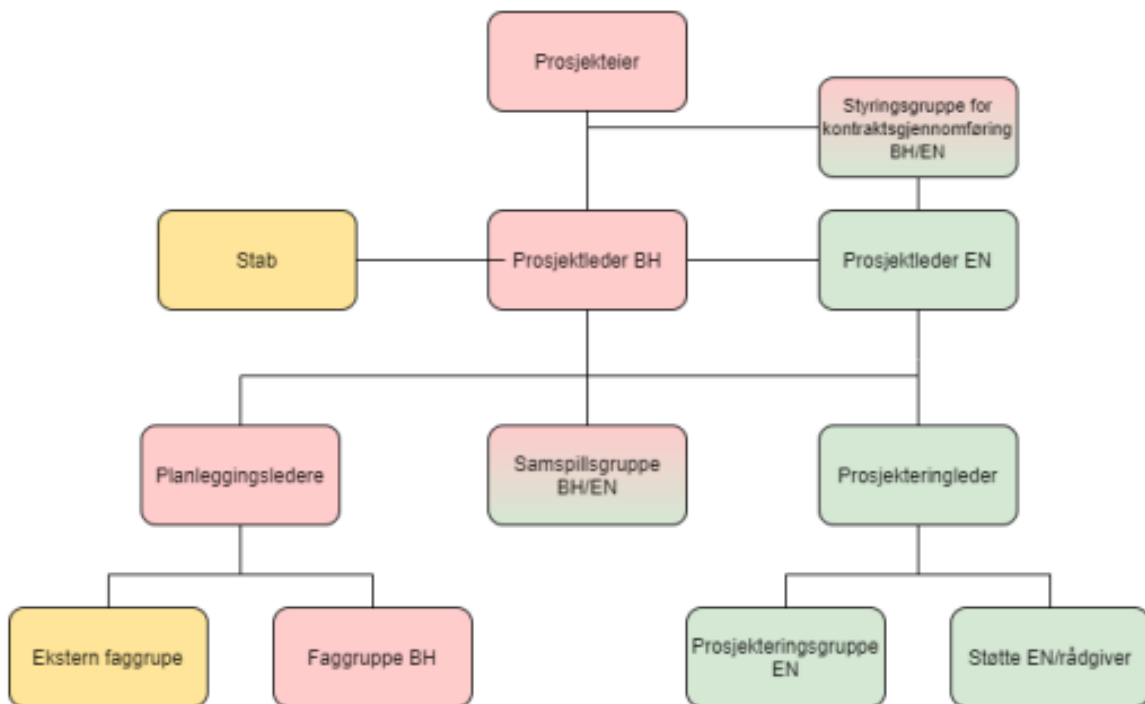 Prosjekteier
Styringsgruppe for
kontraktsgjennomføring
BH/EN
Stab
Prosjektleder BH
Prosjektleder EN
Planleggingsledere
Samspillsgruppe
BH/EN
Prosjekteringleder
Ekstern faggrupe
Faggruppe BH
Prosjekteringsgruppe
EN
Støtte EN/rådgiver